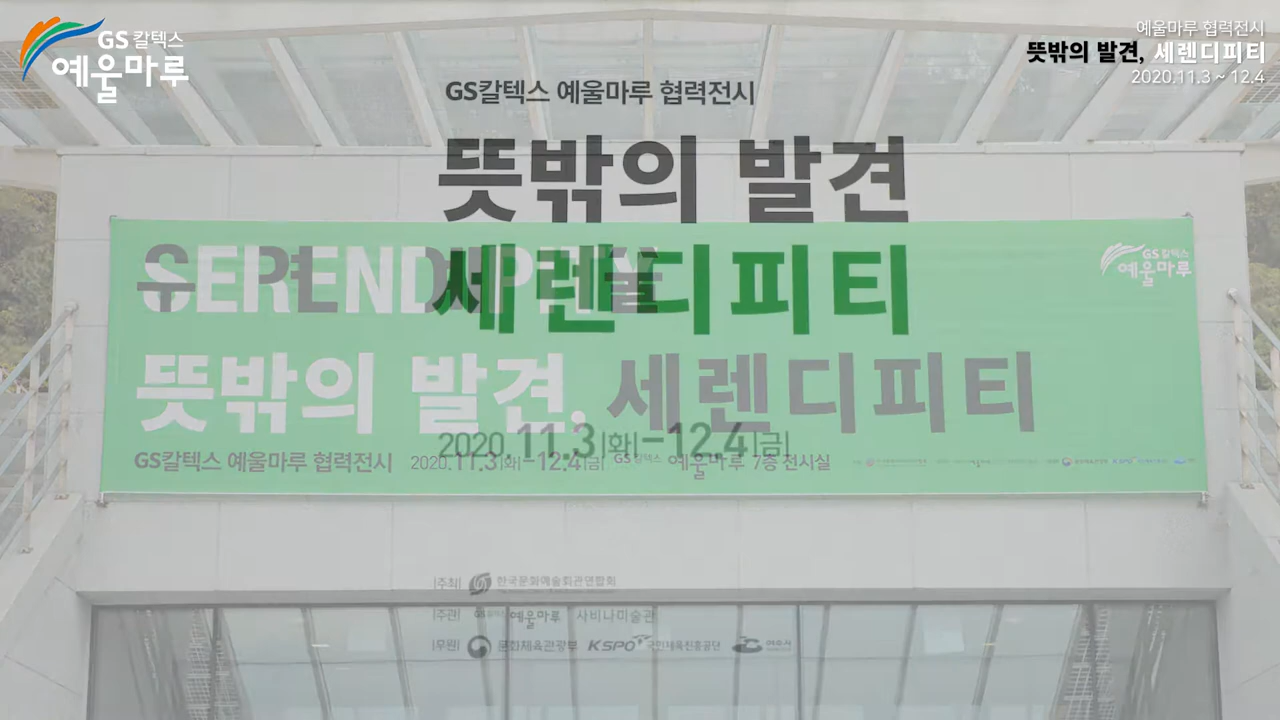 GS칼텍스
예울마루
예울마루 협력전시
뜻밖의 발견, 세렌디피티
2020.11.3 ~ 12.4
GS칼텍스 예울마루 협력전시
뜻밖의 발견
세렌디피티
2020.11.3|화|–12.4|금|
SERENDIPITY
GS칼텍스
예울마루
뜻밖의 발견, 세렌디피티
GS칼텍스 예울마루 협력전시 2020.11.3|화|–12.4|금| GS칼텍스 예울마루 7층 전시실
KSPO
|주최| 한국문화예술회관연합회
|주관| GS칼텍스 예울마루 사비나미술관
|후원| 문화체육관광부 KSPO 국민체육진흥공단 여수시